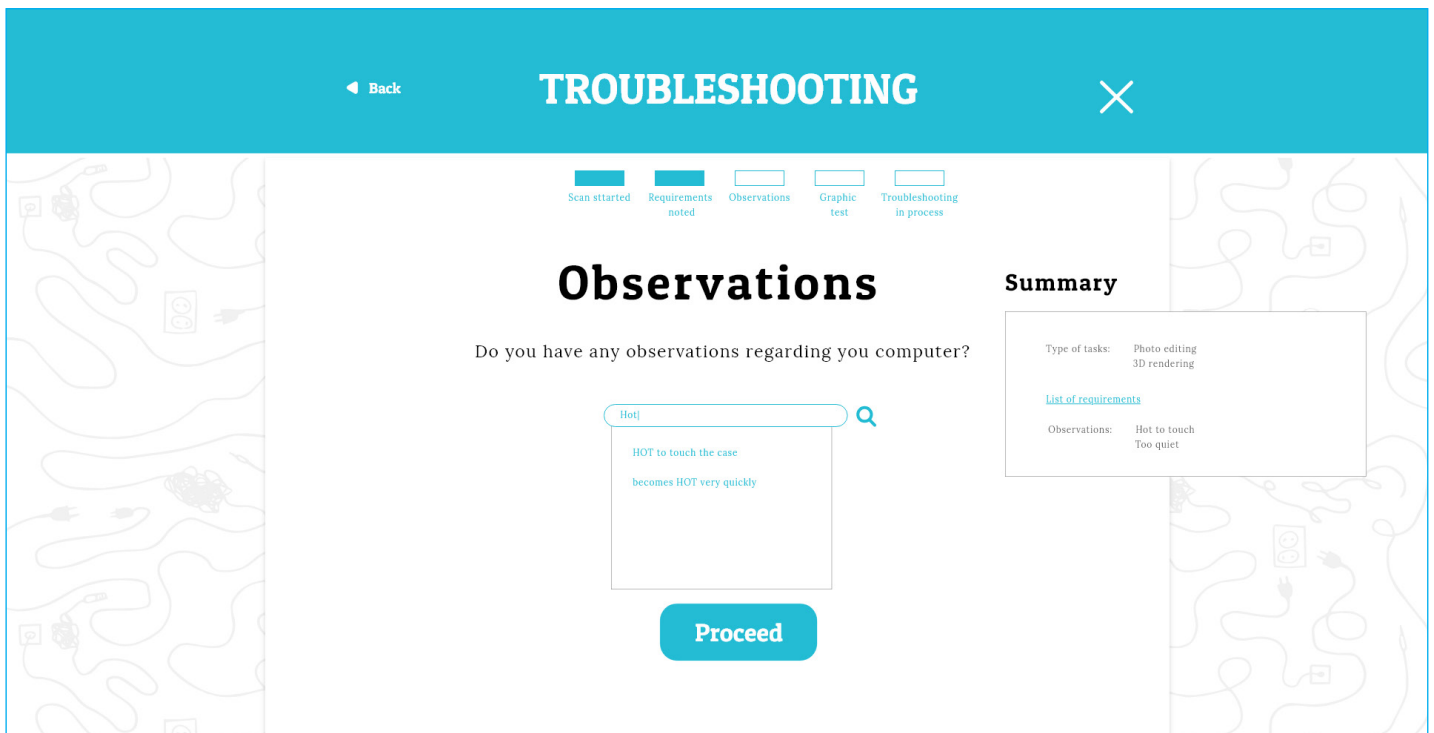 Back
TROUBLESHOOTING
Scan sttarted
Requirements
noted
Observations
Graphic
test
Troubleshooting
in process
Observations
Do you have any observations regarding you computer?
Hot
HOT to touch the case
becomes HOT very quickly
Proceed
Summary
Type of tasks: Photo editing
3D rendering
List of requirements
Observations: Hot to touch
Too quiet